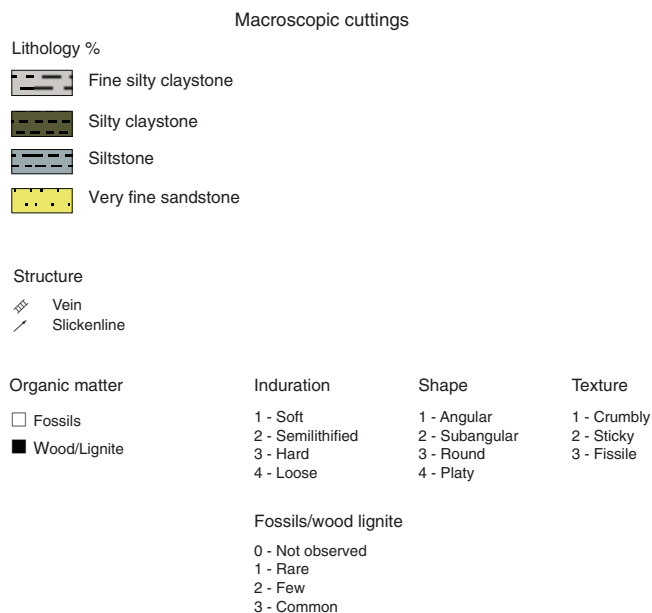 Macroscopic cuttings
Lithology %
Fine silty claystone
Silty claystone
Siltstone
Very fine sandstone
Structure
Vein
Slickenline
Organic matter
Fossils
Wood/Lignite
Induration
1 - Soft
2 - Semilithified
3 - Hard
4 - Loose
Shape
1 - Angular
2 - Subangular
3 - Round
4 - Platy
Texture
1 - Crumbly
2 - Sticky
3 - Fissile
Fossils/wood lignite
0 - Not observed
1 - Rare
2 - Few
3 - Common